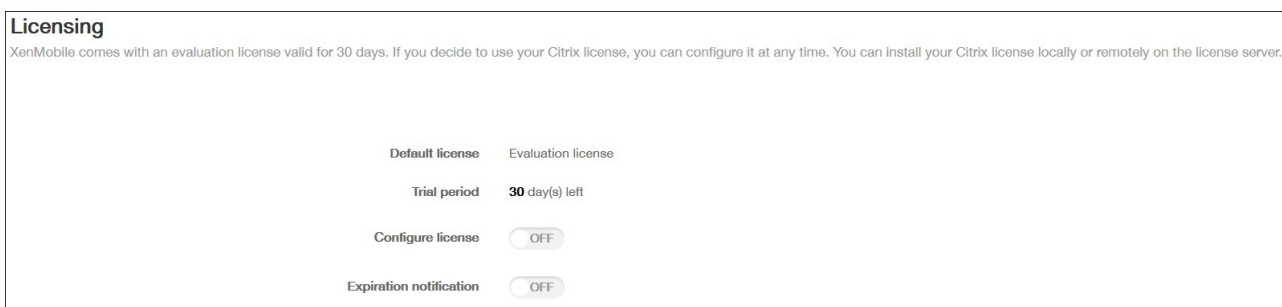 Licensing
XenMobile comes with an evaluation license valid for 30 days. If you decide to use your Citrix license, you can configure it at any time. You can install your Citrix license locally or remotely on the license server.
Default license Evaluation license
Trial period 30 day(s) left
Configure license OFF
Expiration notification OFF